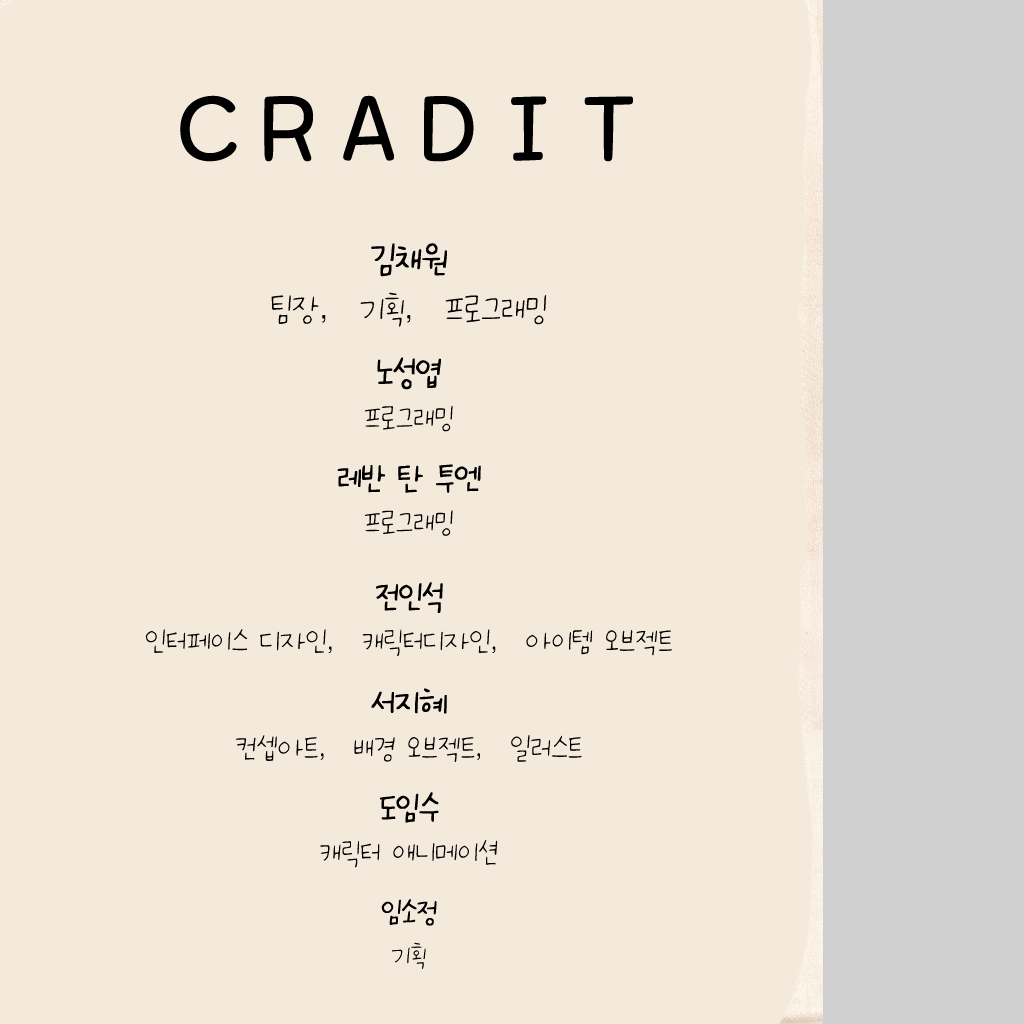 CRADIT
김채원
팀장, 기획, 프로그래밍
노성엽
프로그래밍
레반 탄 투엔
프로그래밍
전인석
인터페이스 디자인, 캐릭터디자인, 아이템 오브젝트
서지혜
컨셉아트, 배경 오브젝트, 일러스트
도임수
캐릭터 애니메이션
임소정
기획